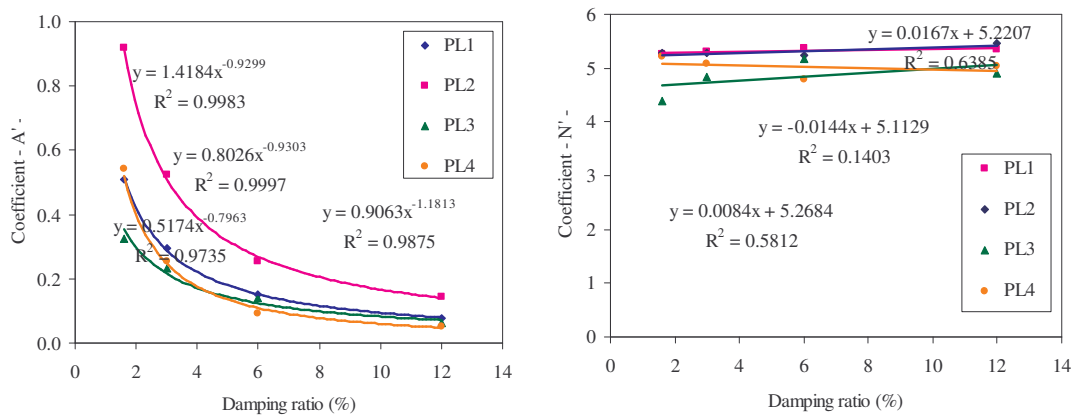 1.0
0.8
0.6
0.4
0.2
0.0
Coefficient - A' -
0 2 4 6 8 10 12 14
Damping ratio (%)
y = 1.4184x^-0.9299
R² = 0.9983
y = 0.8026x^-0.9303
R² = 0.9997
y = 0.5174x^-0.7963
R² = 0.9735
y = 0.9063x^-1.1813
R² = 0.9875
PL1
PL2
PL3
PL4
6
5
4
3
2
1
0
Coefficient - N' -
0 2 4 6 8 10 12 14
Damping ratio (%)
y = 0.0167x + 5.2207
R² = 0.6385
y = -0.0144x + 5.1129
R² = 0.1403
y = 0.0084x + 5.2684
R² = 0.5812
PL1
PL2
PL3
PL4